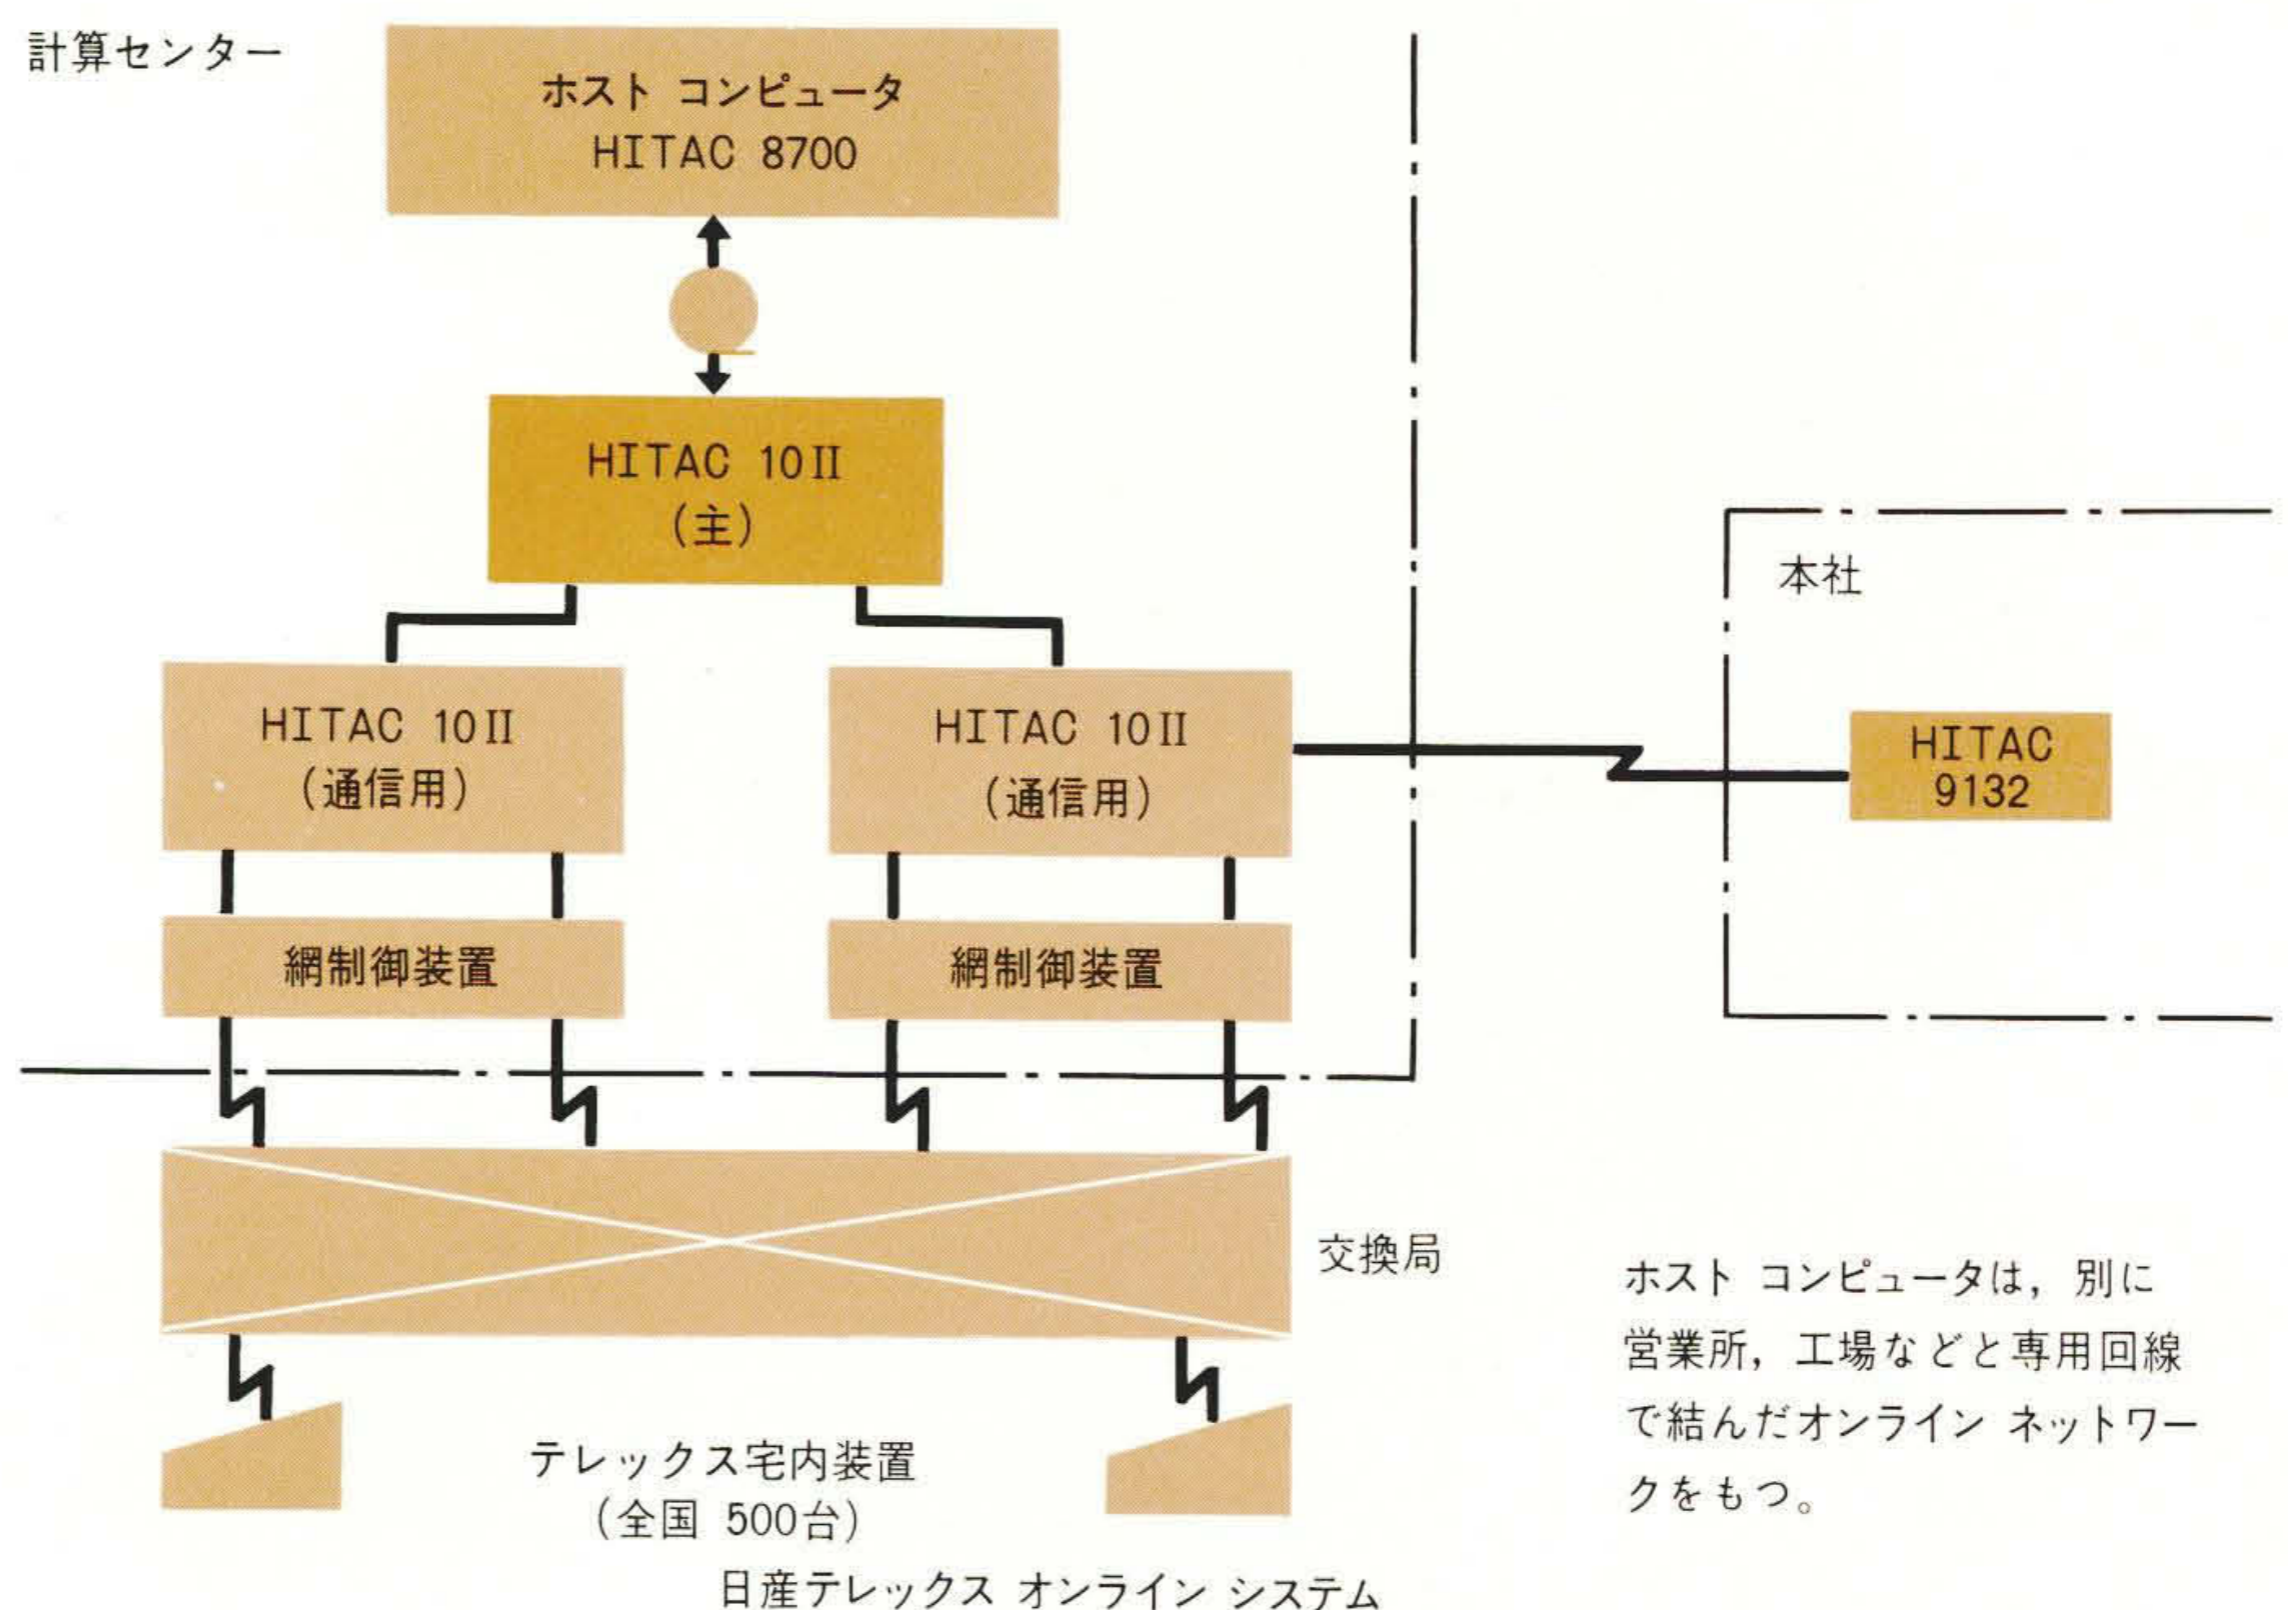 計算センター
ホスト コンピュータ
HITAC 8700
HITAC 10Ⅱ
(主)
本社
HITAC 10Ⅱ
(通信用)
HITAC 10Ⅱ
(通信用)
HITAC
9132
網制御装置
網制御装置
交換局
ホスト コンピュータは,別に
営業所,工場などと専用回線
で結んだオンライン ネットワー
クをもつ。
テレックス宅内装置
(全国 500台)
日産テレックス オンライン システム